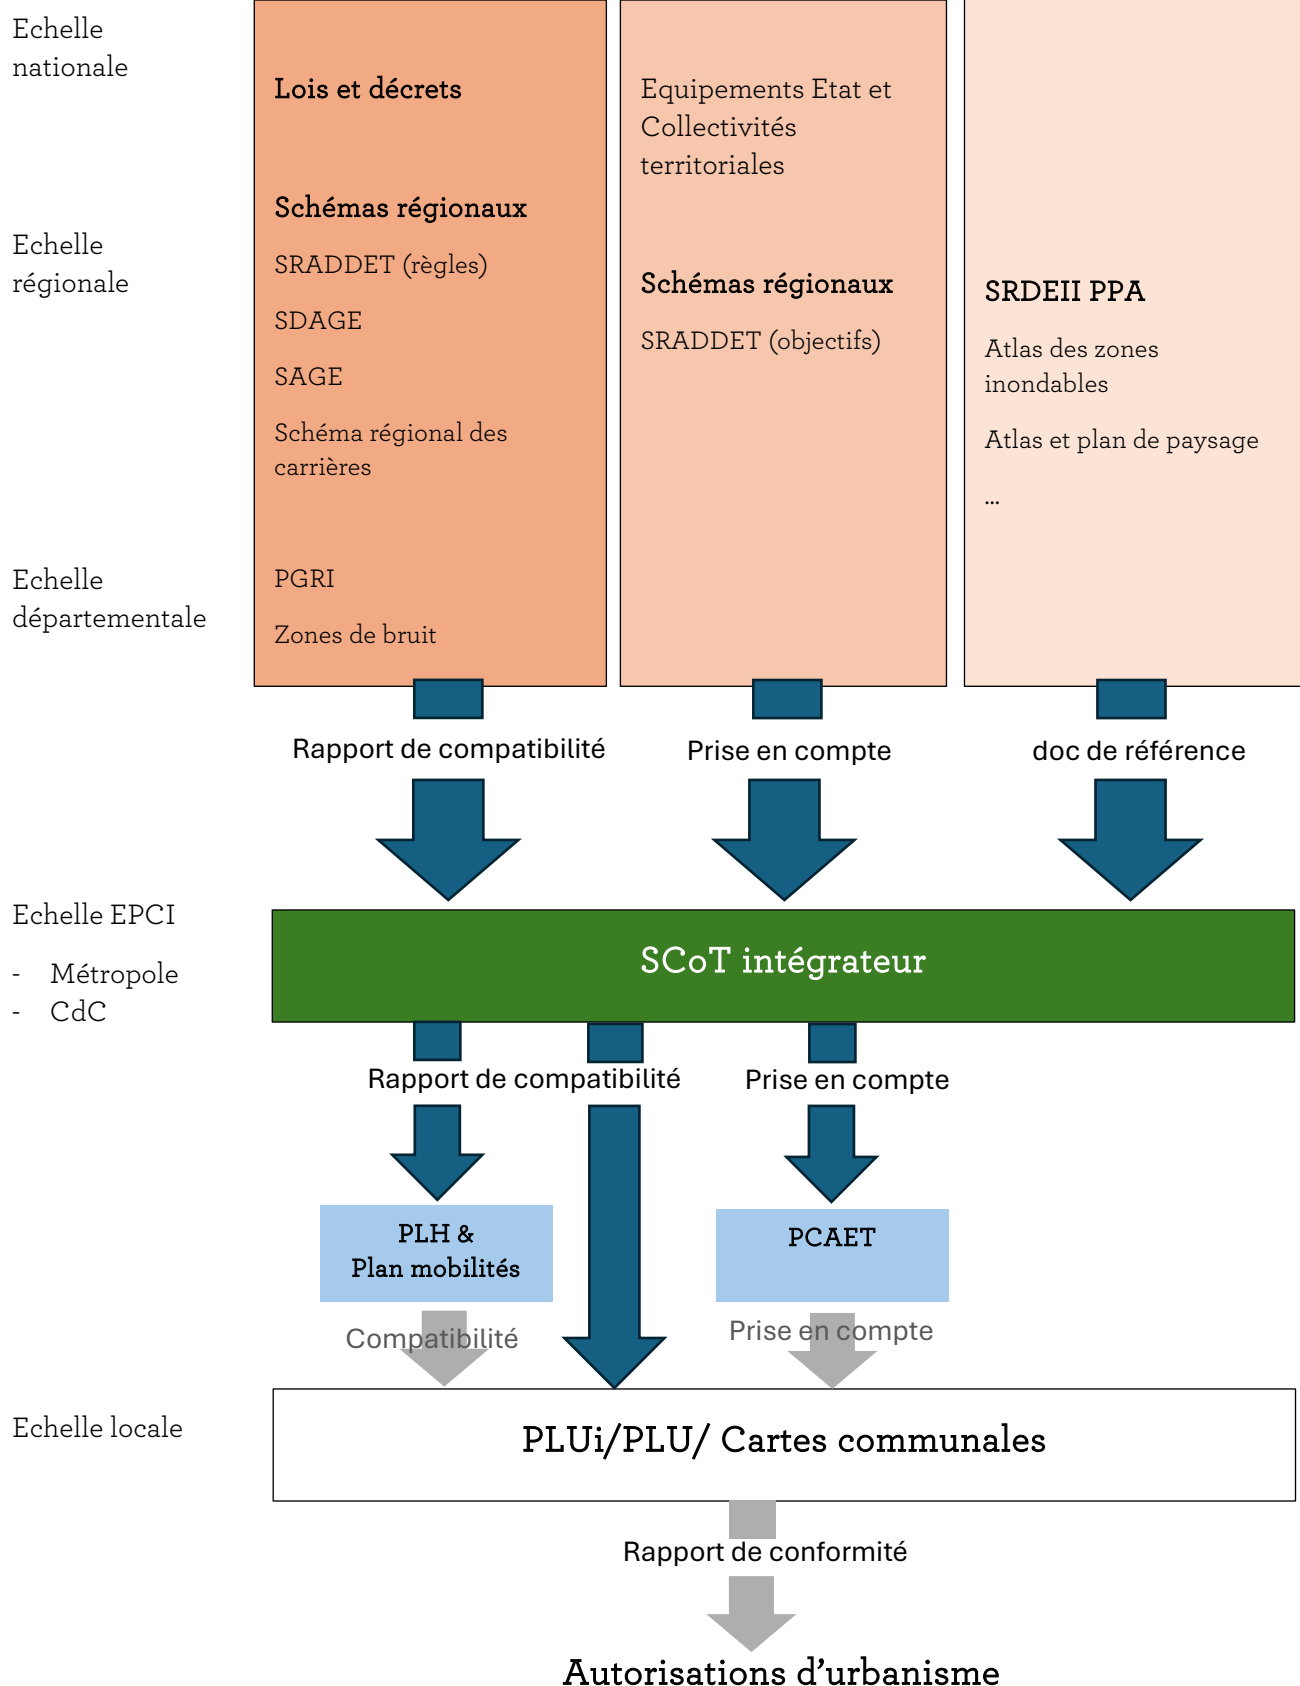 Echelle
nationale
Lois et décrets
Equipements Etat et
Collectivités
territoriales
Echelle
régionale
Schémas régionaux
SRADDET (règles)
SDAGE
SAGE
Schéma régional des
carrières
Schémas régionaux
SRADDET (objectifs)
SRDEII PPA
Atlas des zones
inondables
Atlas et plan de paysage
...
Echelle
départementale
PGRI
Zones de bruit
Rapport de compatibilité
Prise en compte
doc de référence
Echelle EPCI
- Métropole
- CdC
SCoT intégrateur
Rapport de compatibilité
Prise en compte
PLH &
Plan mobilités
PCAET
Compatibilité
Prise en compte
Echelle locale
PLUi/PLU/ Cartes communales
Rapport de conformité
Autorisations d'urbanisme